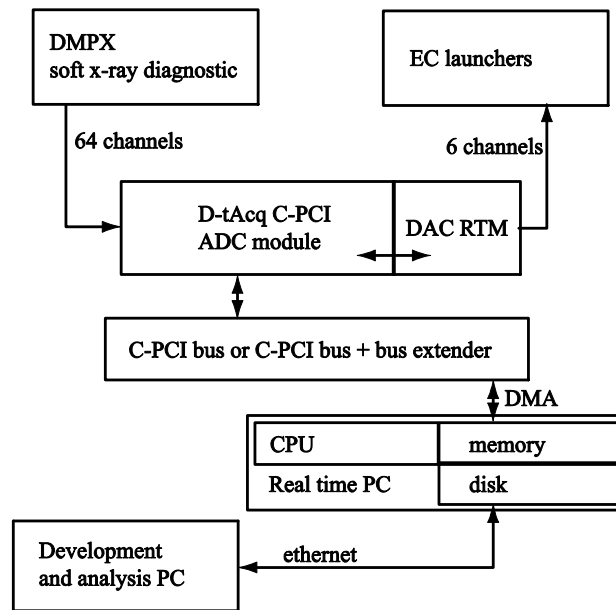 DMPX
soft x-ray diagnostic
EC launchers
64 channels
6 channels
D-tAcq C-PCI
ADC module
DAC RTM
C-PCI bus or C-PCI bus + bus extender
DMA
CPU
memory
Real time PC
disk
Development
and analysis PC
ethernet